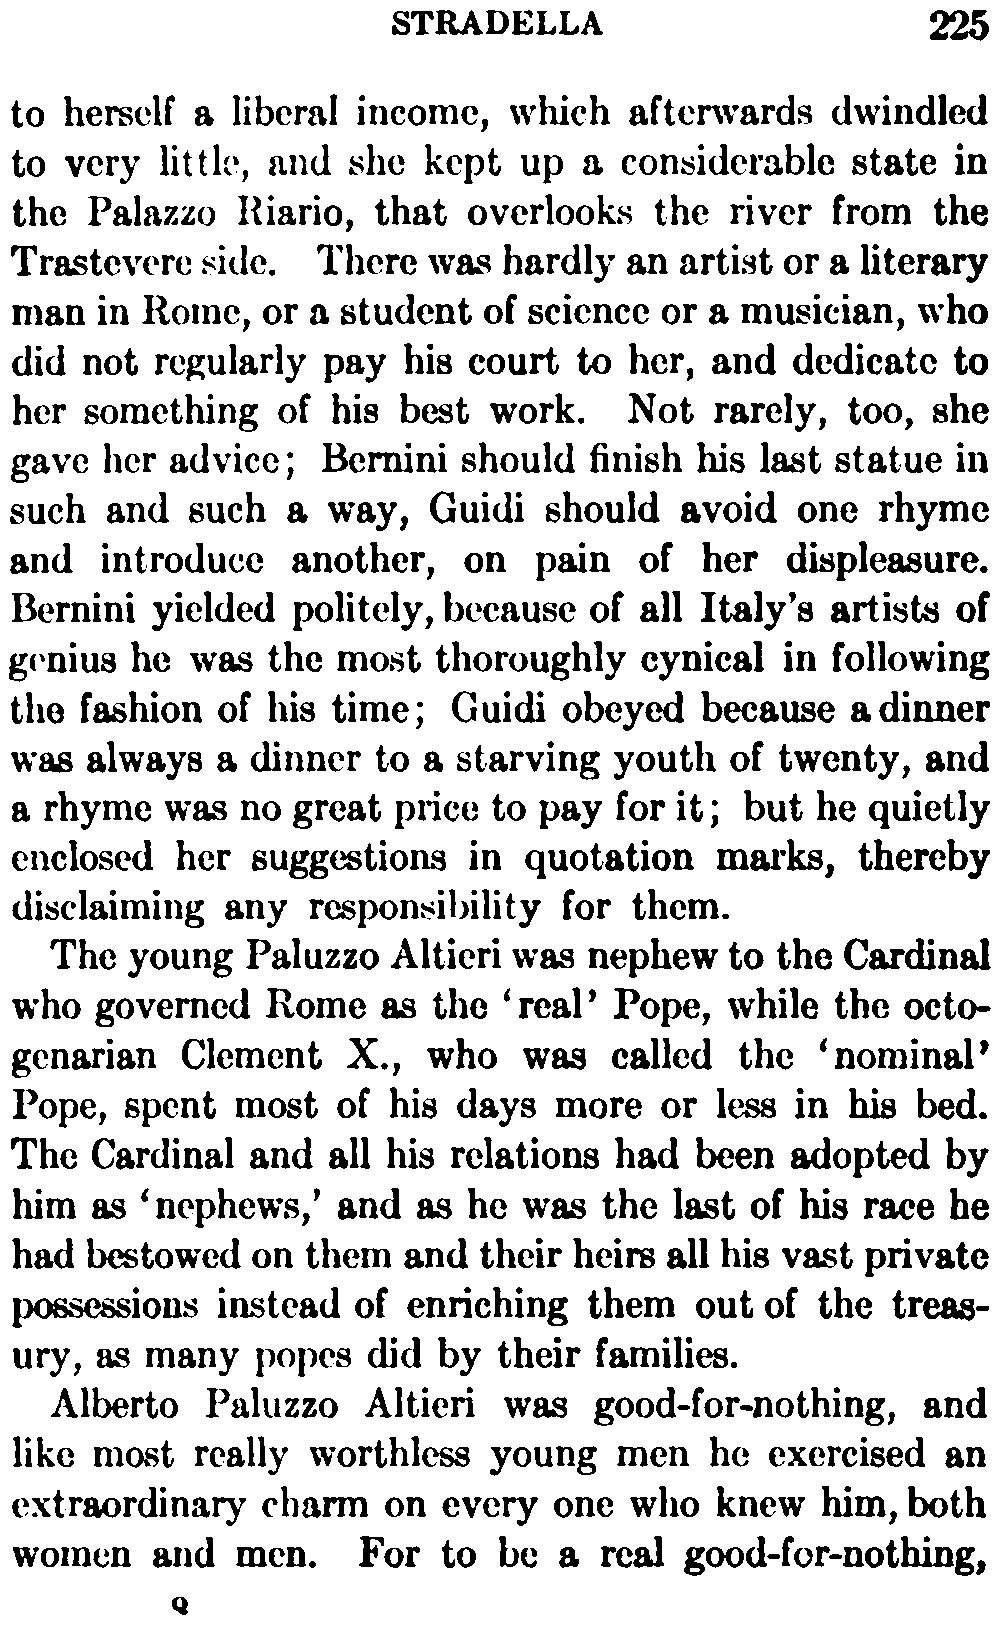 STRADELLA 225
to herself a liberal income, which afterwards dwindled
to very little, and she kept up a considerable state in
the Palazzo Riario, that overlooks the river from the
Trastevere side. There was hardly an artist or a literary
man in Rome, or a student of science or a musician, who
did not regularly pay his court to her, and dedicate to
her something of his best work. Not rarely, too, she
gave her advice; Bernini should finish his last statue in
such and such a way, Guidi should avoid one rhyme
and introduce another, on pain of her displeasure.
Bernini yielded politely, because of all Italy's artists of
genius he was the most thoroughly cynical in following
the fashion of his time; Guidi obeyed because a dinner
was always a dinner to a starving youth of twenty, and
a rhyme was no great price to pay for it; but he quietly
enclosed her suggestions in quotation marks, thereby
disclaiming any responsibility for them.
The young Paluzzo Altieri was nephew to the Cardinal
who governed Rome as the 'real' Pope, while the octo-
genarian Clement X., who was called the 'nominal'
Pope, spent most of his days more or less in his bed.
The Cardinal and all his relations had been adopted by
him as 'nephews,' and as he was the last of his race he
had bestowed on them and their heirs all his vast private
possessions instead of enriching them out of the treas-
ury, as many popes did by their families.
Alberto Paluzzo Altieri was good-for-nothing, and
like most really worthless young men he exercised an
extraordinary charm on every one who knew him, both
women and men. For to be a real good-for-nothing,
Q